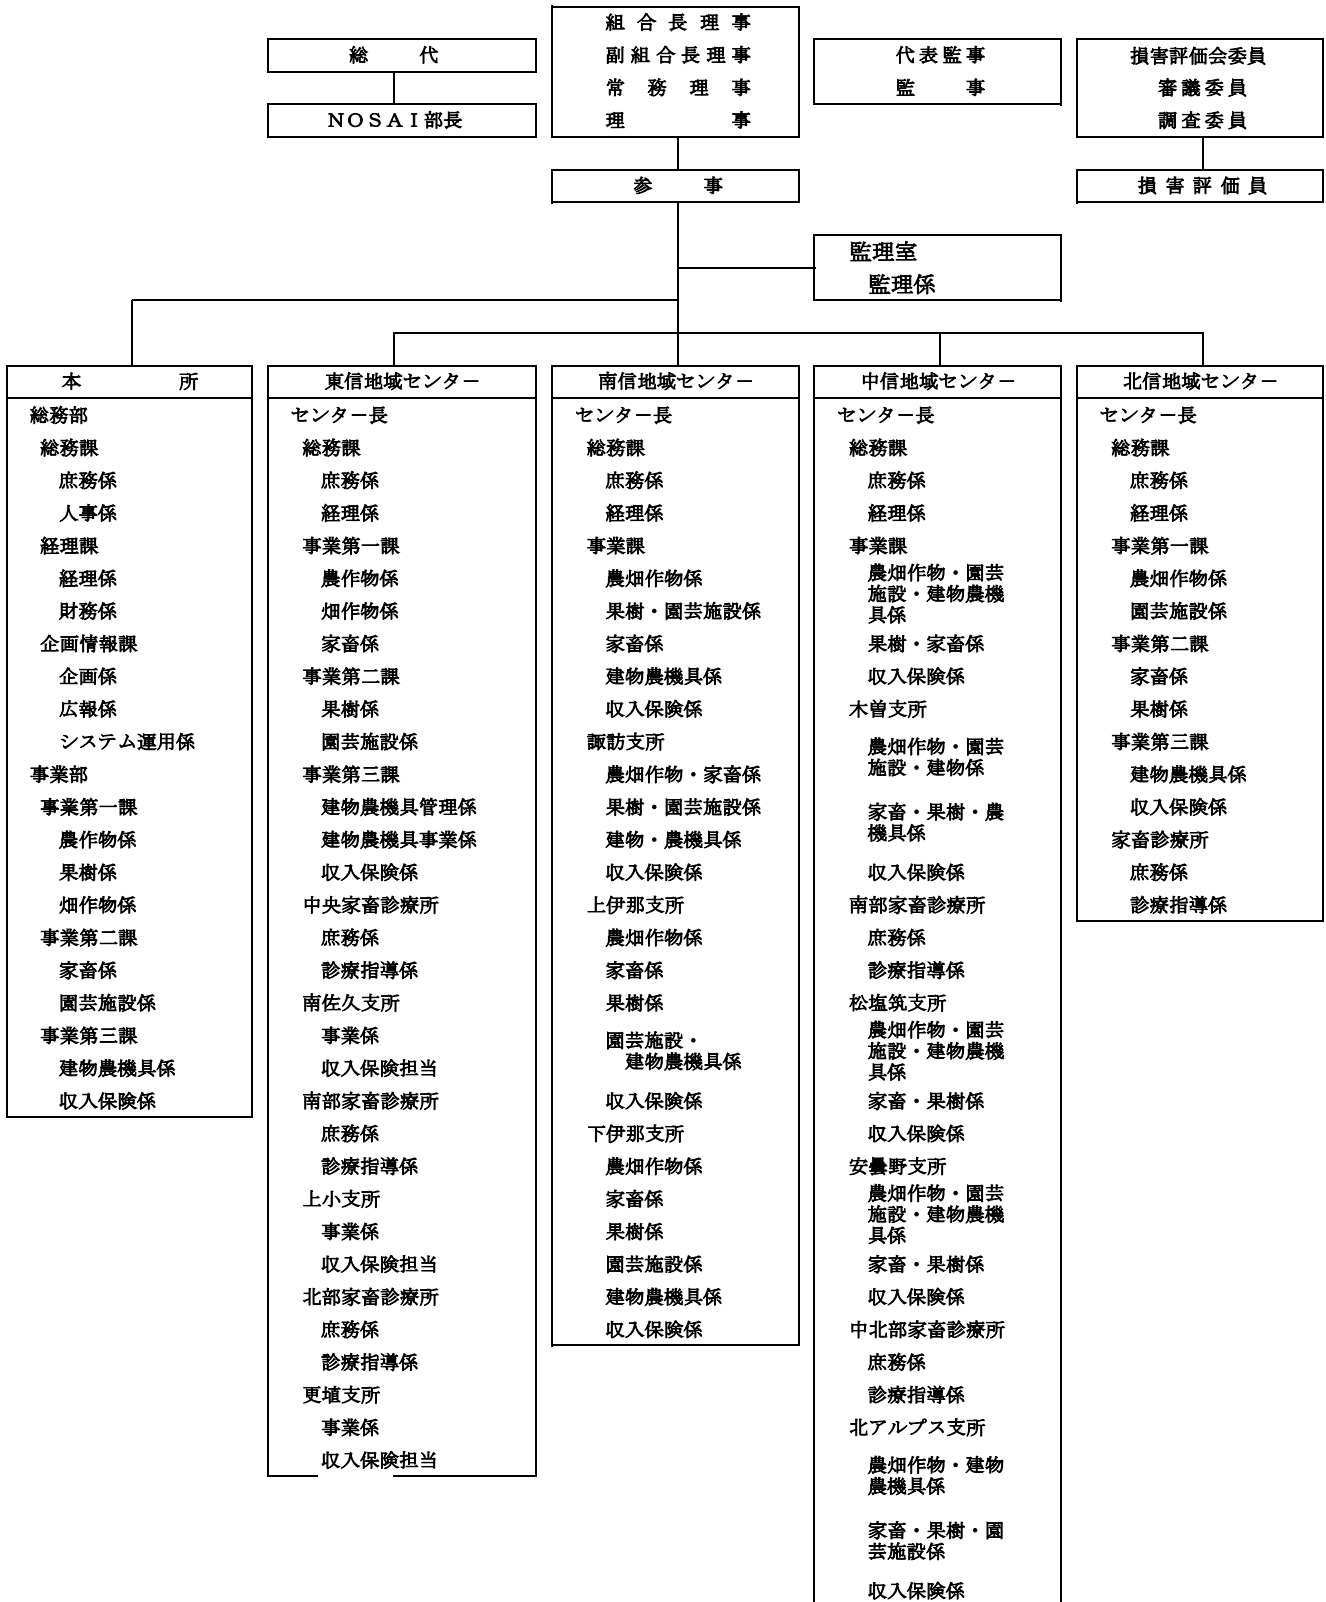 総代
NOSAI部長
組合長理事
副組合長理事
常務理事
理事
代表監事
監事
損害評価会委員
審議委員
調査委員
参事
損害評価員
監理室
監理係
本所
総務部
総務課
庶務係
人事係
経理課
経理係
財務係
企画情報課
企画係
広報係
システム運用係
事業部
事業第一課
農作物係
果樹係
畑作物係
事業第二課
家畜係
園芸施設係
事業第三課
建物農機具係
収入保険係
東信地域センター
センター長
総務課
庶務係
経理係
事業第一課
農作物係
畑作物係
家畜係
事業第二課
果樹係
園芸施設係
事業第三課
建物農機具管理係
建物農機具事業係
収入保険係
中央家畜診療所
庶務係
診療指導係
南佐久支所
事業係
収入保険担当
南部家畜診療所
庶務係
診療指導係
上小支所
事業係
収入保険担当
北部家畜診療所
庶務係
診療指導係
更埴支所
事業係
収入保険担当
南信地域センター
センター長
総務課
庶務係
経理係
事業課
農畑作物係
果樹・園芸施設係
家畜係
建物農機具係
収入保険係
諏訪支所
農畑作物・家畜係
果樹・園芸施設係
建物・農機具係
収入保険係
上伊那支所
農畑作物係
家畜係
果樹係
園芸施設・
建物農機具係
収入保険係
下伊那支所
農畑作物係
家畜係
果樹係
園芸施設係
建物農機具係
収入保険係
中信地域センター
センター長
総務課
庶務係
経理係
事業課
農畑作物・園芸
施設・建物農機
具係
果樹・家畜係
収入保険係
木曽支所
農畑作物・園芸
施設・建物係
家畜・果樹・農
機具係
収入保険係
南部家畜診療所
庶務係
診療指導係
松塩筑支所
農畑作物・園芸
施設・建物農機
具係
家畜・果樹係
収入保険係
安曇野支所
農畑作物・園芸
施設・建物農機
具係
家畜・果樹係
収入保険係
中北部家畜診療所
庶務係
診療指導係
北アルプス支所
農畑作物・建物
農機具係
家畜・果樹・園
芸施設係
収入保険係
北信地域センター
センター長
総務課
庶務係
経理係
事業第一課
農畑作物係
園芸施設係
事業第二課
家畜係
果樹係
事業第三課
建物農機具係
収入保険係
家畜診療所
庶務係
診療指導係